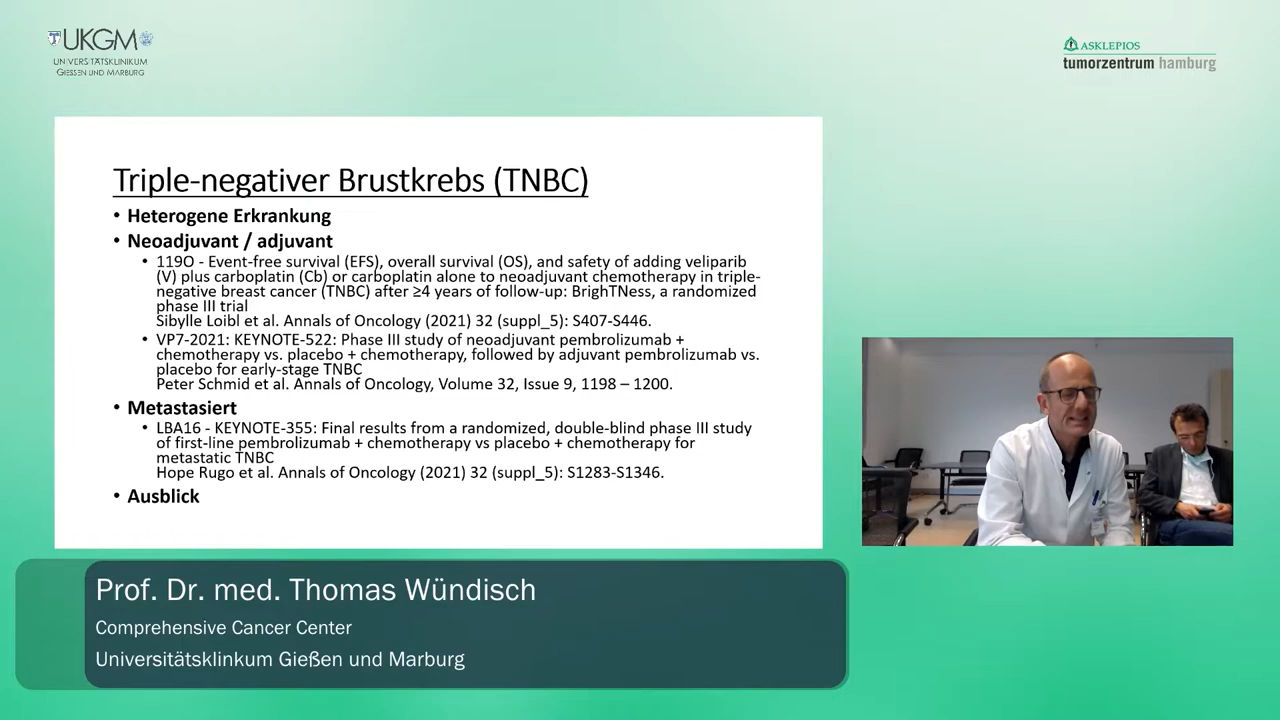 UKGM
UNIVERSITÄTSKLINIKUM
GIESSEN UND MARBURG
ASKLEPIOS
tumorzentrum hamburg
Triple-negativer Brustkrebs (TNBC)
• Heterogene Erkrankung
• Neoadjuvant / adjuvant
• 119O - Event-free survival (EFS), overall survival (OS), and safety of adding veliparib
(V) plus carboplatin (Cb) or carboplatin alone to neoadjuvant chemotherapy in triple-
negative breast cancer (TNBC) after ≥4 years of follow-up: BrighTNess, a randomized
phase III trial
Sibylle Loibl et al. Annals of Oncology (2021) 32 (suppl_5): S407-S446.
• VP7-2021: KEYNOTE-522: Phase III study of neoadjuvant pembrolizumab +
chemotherapy vs. placebo + chemotherapy, followed by adjuvant pembrolizumab vs.
placebo for early-stage TNBC
Peter Schmid et al. Annals of Oncology, Volume 32, Issue 9, 1198 – 1200.
• Metastasiert
• LBA16 - KEYNOTE-355: Final results from a randomized, double-blind phase III study
of first-line pembrolizumab + chemotherapy vs placebo + chemotherapy for
metastatic TNBC
Hope Rugo et al. Annals of Oncology (2021) 32 (suppl_5): S1283-S1346.
• Ausblick
Prof. Dr. med. Thomas Wündisch
Comprehensive Cancer Center
Universitätsklinkum Gießen und Marburg